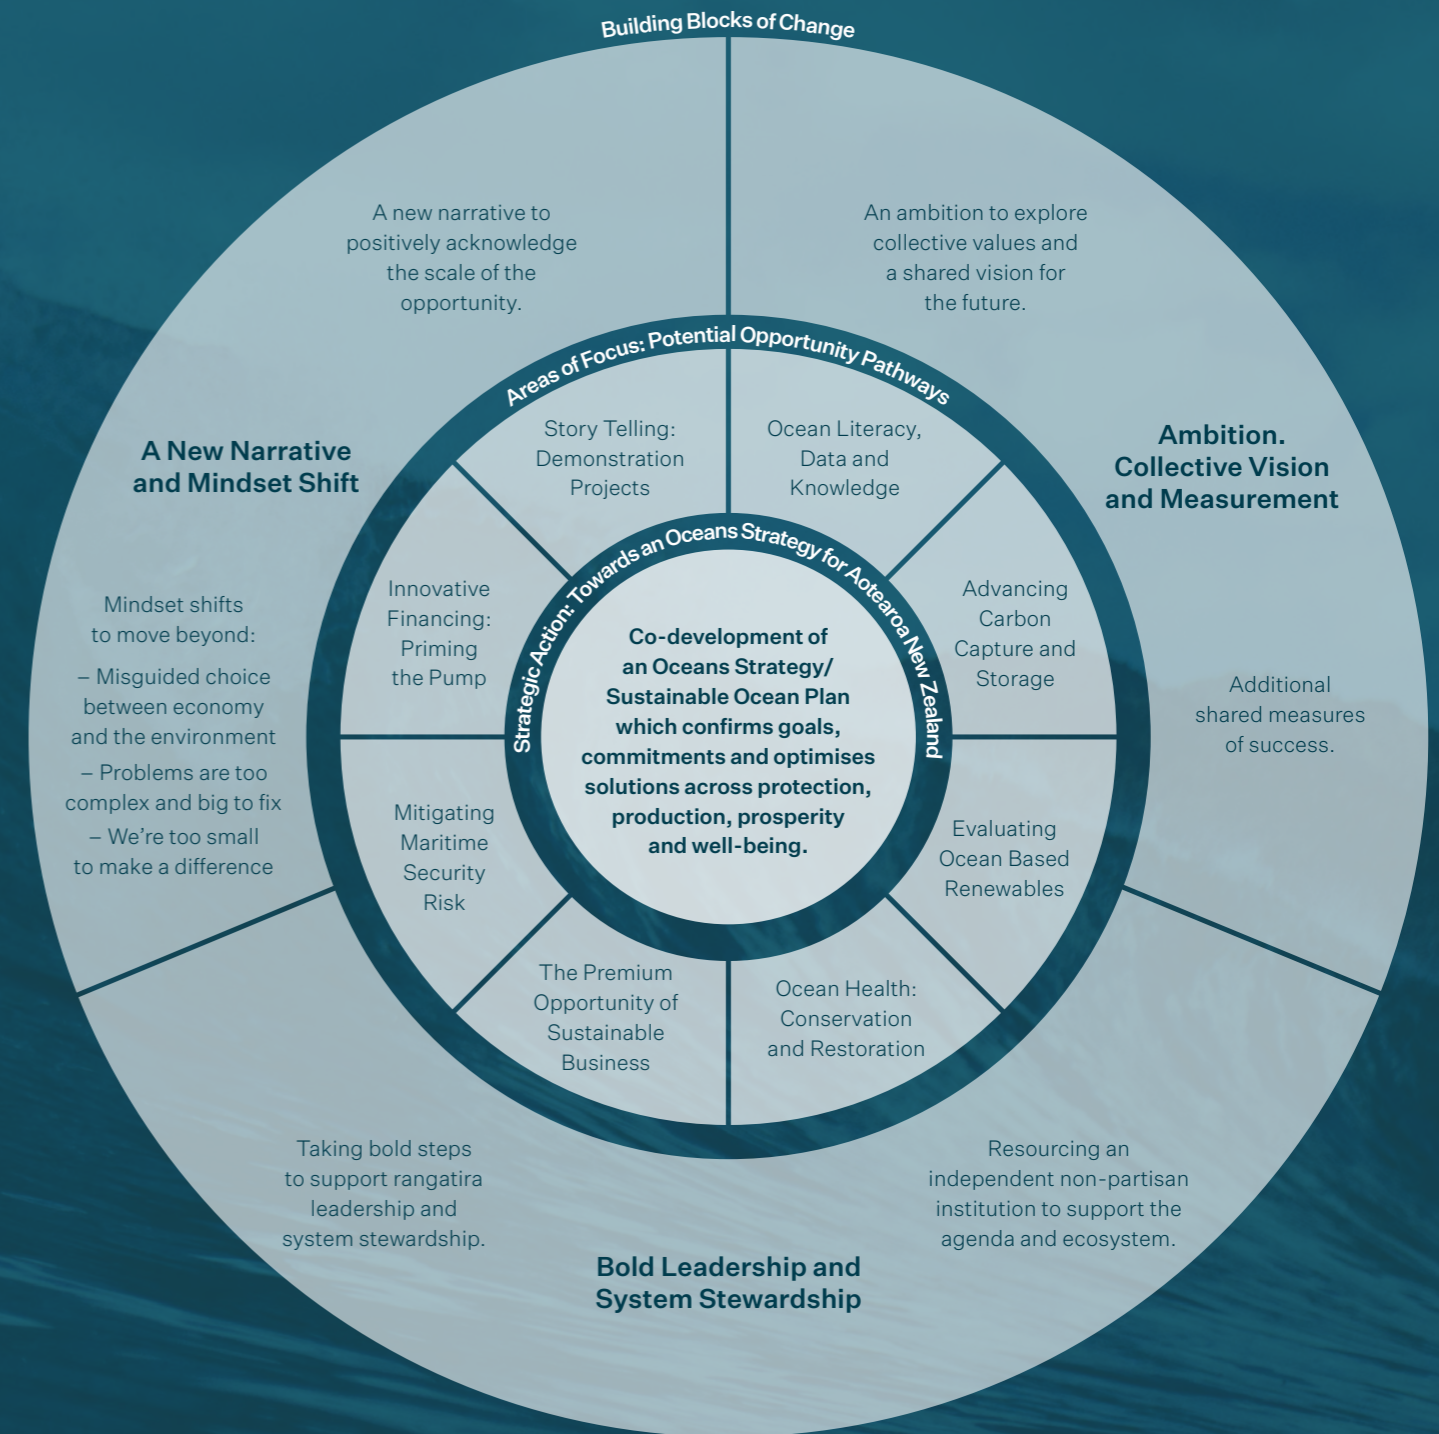 Building Blocks of Change
A new narrative to
positively acknowledge
the scale of the
opportunity.
An ambition to explore
collective values and
a shared vision for
the future.
A New Narrative
and Mindset Shift
Ambition.
Collective Vision
and Measurement
Mindset shifts
to move beyond:
– Misguided choice
between economy
and the environment
– Problems are too
complex and big to fix
– We're too small
to make a difference
Additional
shared measures
of success.
Taking bold steps
to support rangatira
leadership and
system stewardship.
Resourcing an
independent non-partisan
institution to support the
agenda and ecosystem.
Bold Leadership and
System Stewardship
Areas of Focus: Potential Opportunity Pathways
Story Telling:
Demonstration
Projects
Ocean Literacy,
Data and
Knowledge
Innovative
Financing:
Priming
the Pump
Advancing
Carbon
Capture and
Storage
Mitigating
Maritime
Security
Risk
Evaluating
Ocean Based
Renewables
The Premium
Opportunity of
Sustainable
Business
Ocean Health:
Conservation
and Restoration
Strategic Action: Towards an Oceans Strategy for Aotearoa New Zealand
Co-development of
an Oceans Strategy/
Sustainable Ocean Plan
which confirms goals,
commitments and optimises
solutions across protection,
production, prosperity
and well-being.